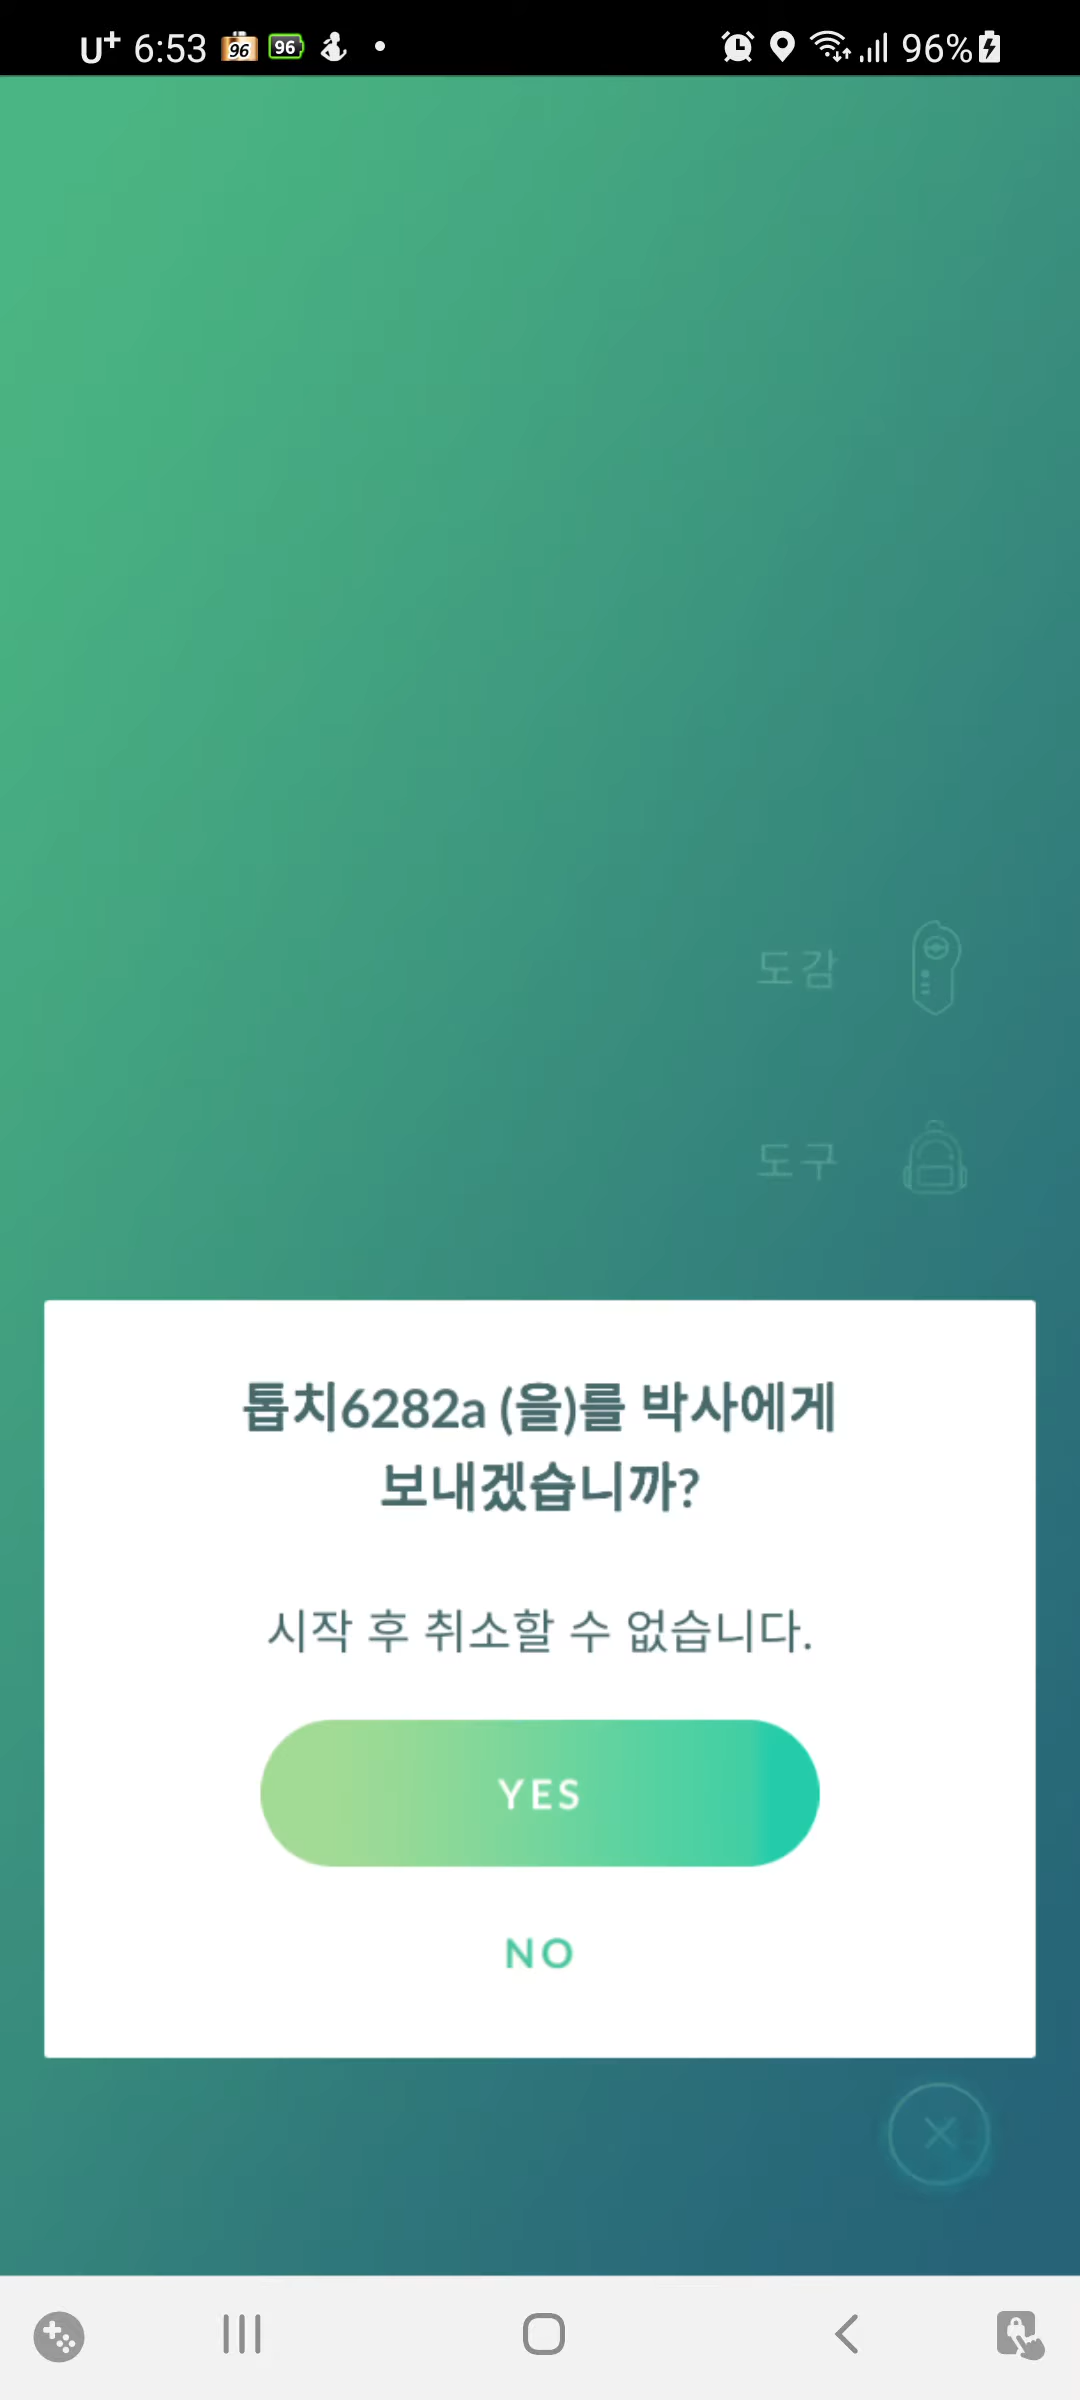 U+ 6:53 96 96 96%
도감
도구
톱치6282a (을)를 박사에게
보내겠습니까?
시작 후 취소할 수 없습니다.
YES
NO